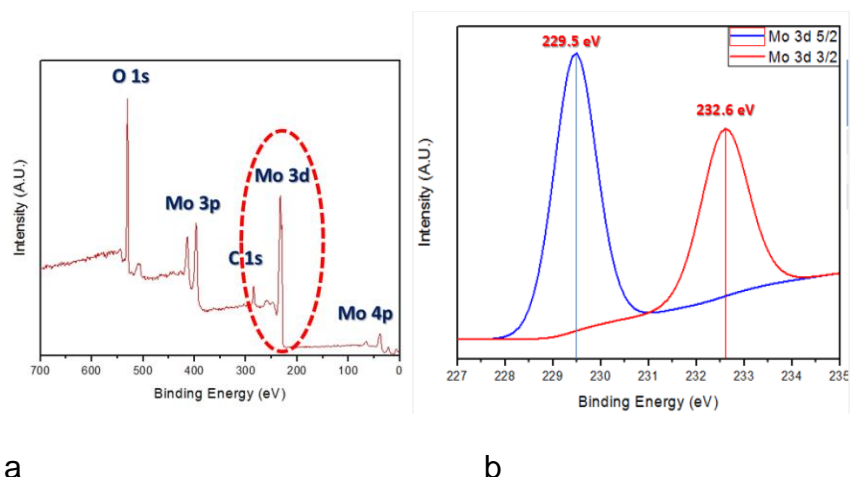 O 1s
Mo 3p
C 1s
Mo 3d
Mo 4p
Intensity (A.U.)
700 600 500 400 300 200 100 0
Binding Energy (eV)
229.5 eV
232.6 eV
Mo 3d 5/2
Mo 3d 3/2
Intensity (A.U.)
227 228 229 230 231 232 233 234 235
Binding Energy (eV)
a
b